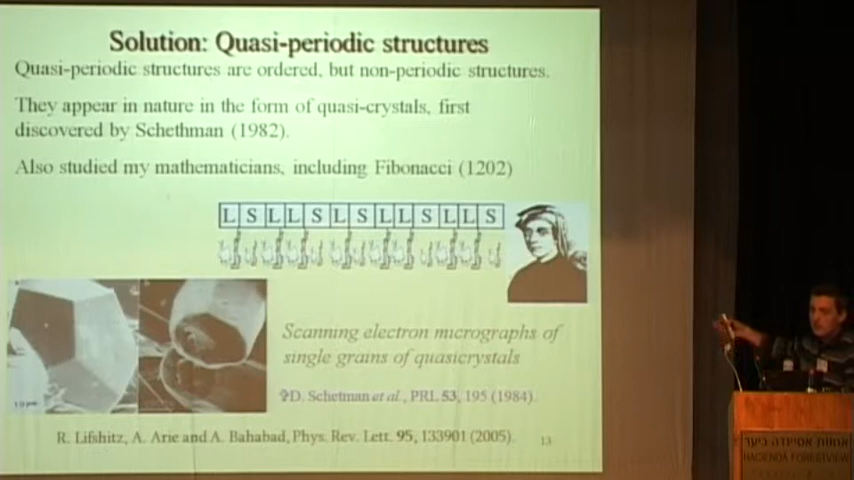 Solution: Quasi-periodic structures
Quasi-periodic structures are ordered, but non-periodic structures.
They appear in nature in the form of quasi-crystals, first
discovered by Schethman (1982).
Also studied my mathematicians, including Fibonacci (1202)
L S L L S L S L L S L L S
Scanning electron micrographs of
single grains of quasicrystals
D. Schetman et al., PRL 53, 195 (1984).
R. Lifshitz, A. Arie and A. Bahabad, Phys. Rev. Lett. 95, 133901 (2005).
13
אחוזת אסיינדה ביער
HACIENDA FORESTVIEW